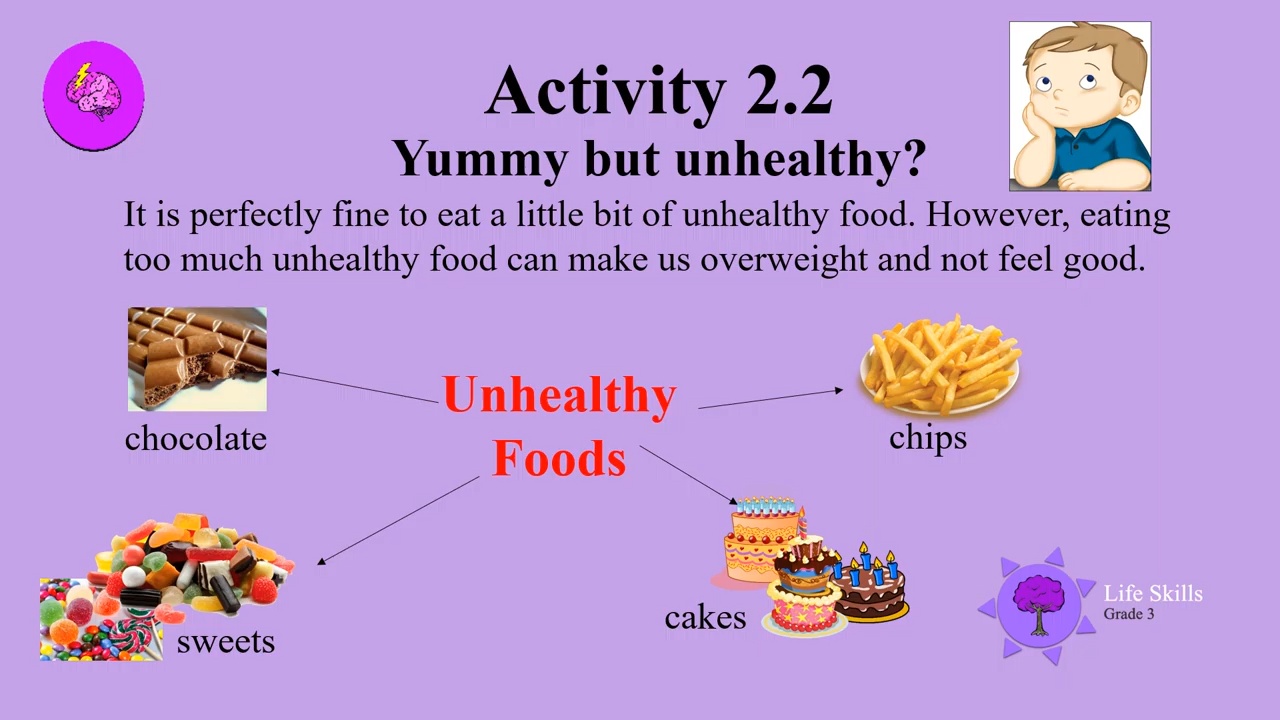 Activity 2.2
Yummy but unhealthy?
It is perfectly fine to eat a little bit of unhealthy food. However, eating
too much unhealthy food can make us overweight and not feel good.
Unhealthy
Foods
chocolate
chips
sweets
cakes
Life Skills
Grade 3